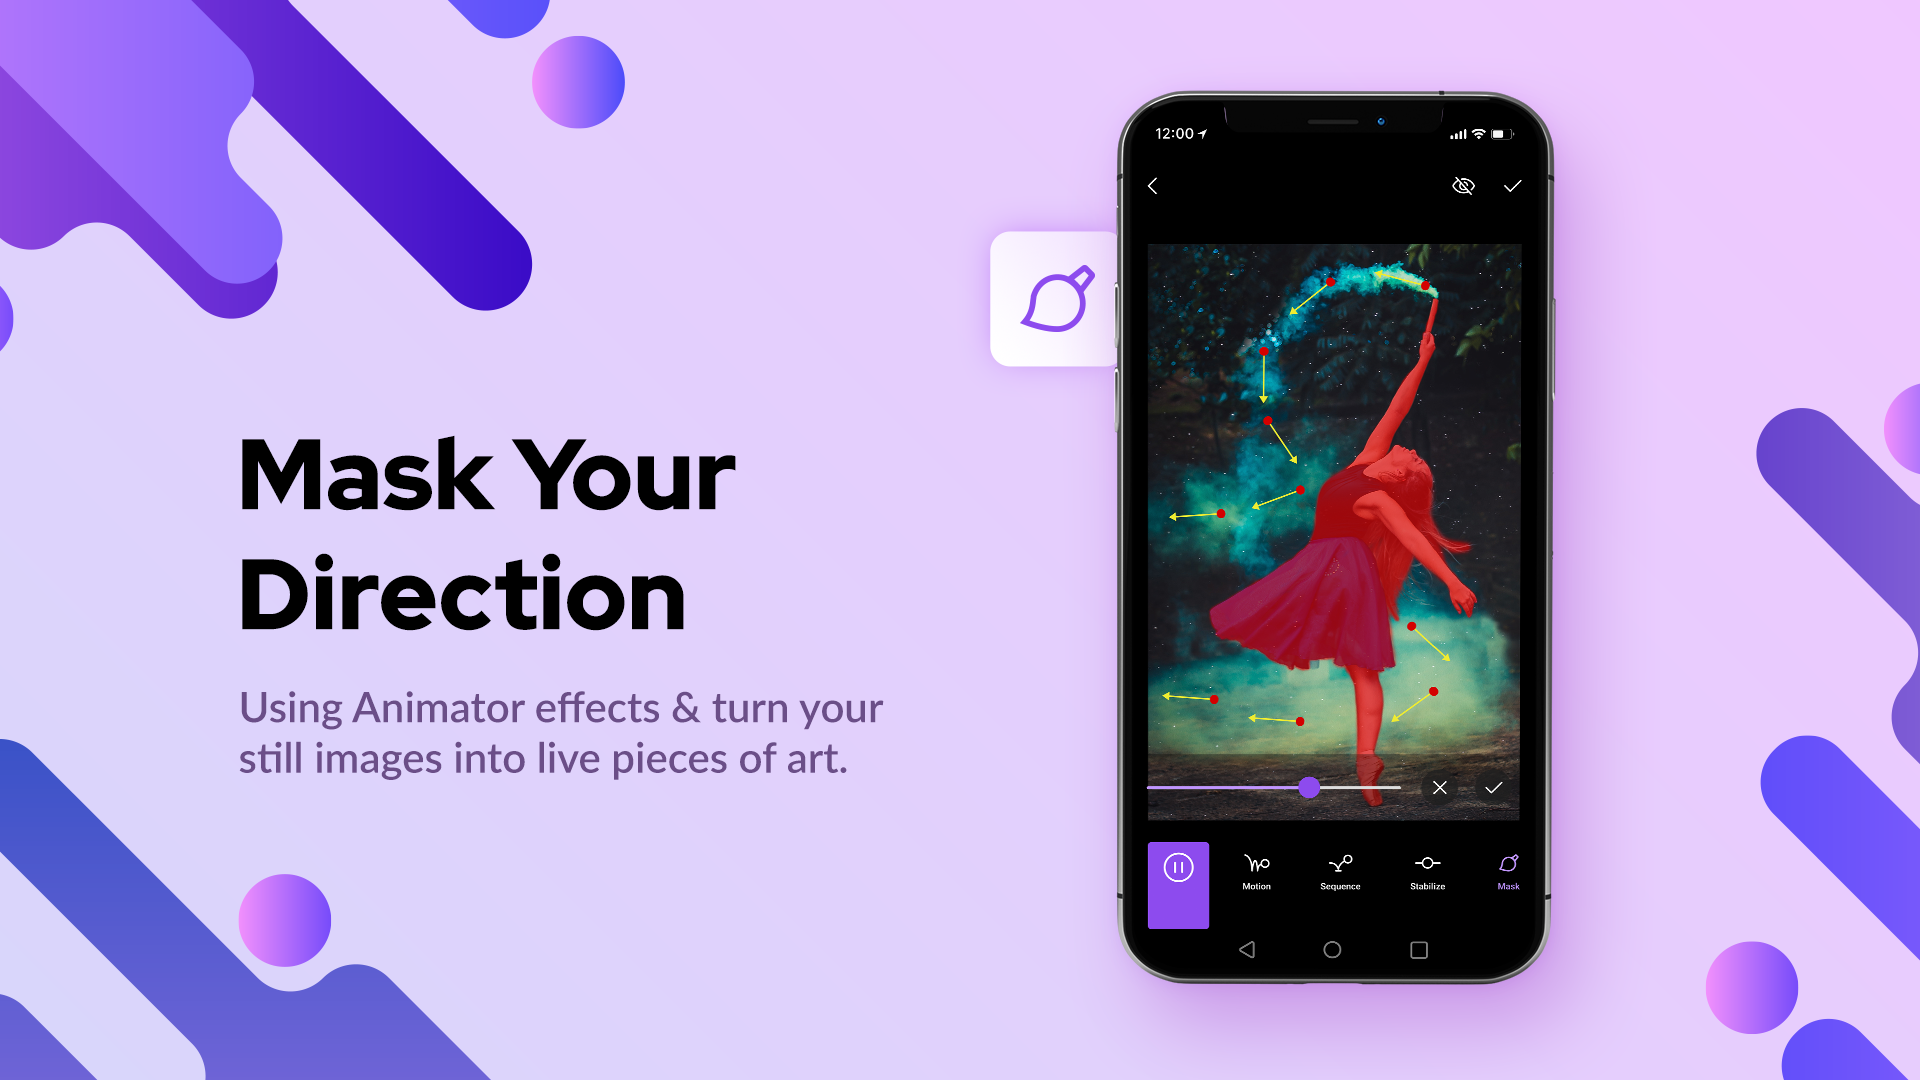 12:00
Mask Your
Direction
Using Animator effects & turn your
still images into live pieces of art.
Motion
Sequence
Stabilize
Mask